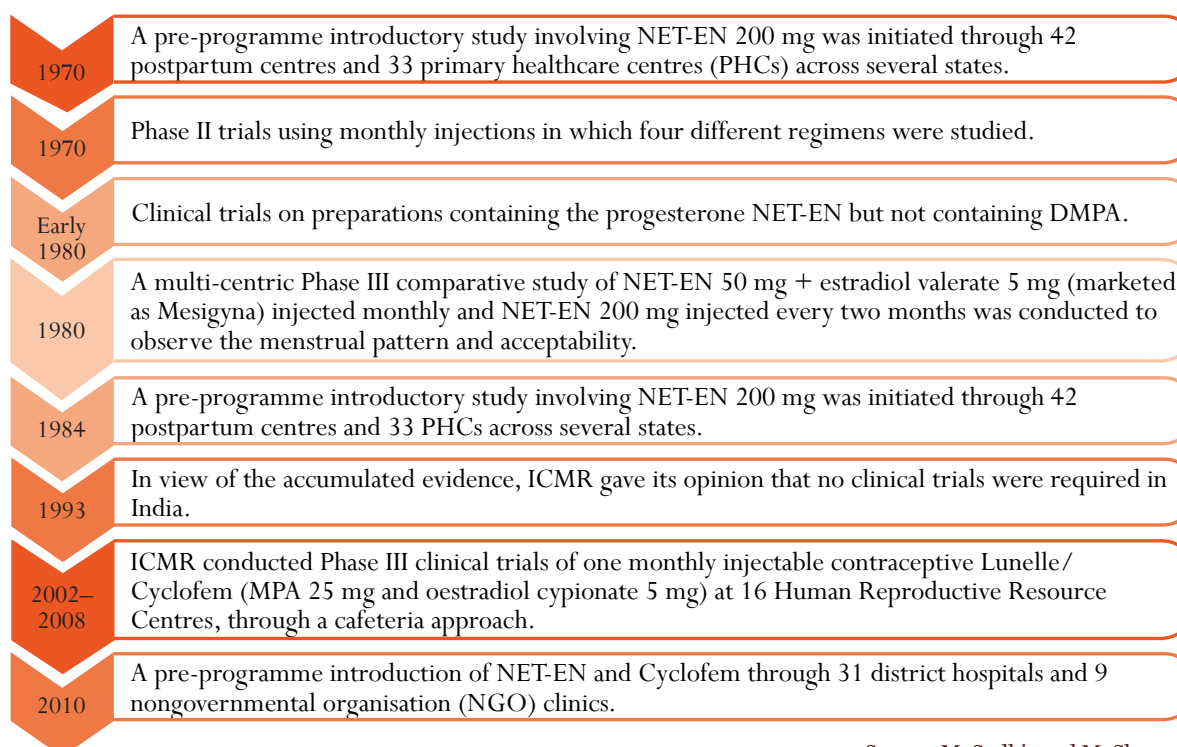 1970
A pre-programme introductory study involving NET-EN 200 mg was initiated through 42
postpartum centres and 33 primary healthcare centres (PHCs) across several states.
1970
Phase II trials using monthly injections in which four different regimens were studied.
Early
1980
Clinical trials on preparations containing the progesterone NET-EN but not containing DMPA.
1980
A multi-centric Phase III comparative study of NET-EN 50 mg + estradiol valerate 5 mg (marketed
as Mesigyna) injected monthly and NET-EN 200 mg injected every two months was conducted to
observe the menstrual pattern and acceptability.
1984
A pre-programme introductory study involving NET-EN 200 mg was initiated through 42
postpartum centres and 33 PHCs across several states.
1993
In view of the accumulated evidence, ICMR gave its opinion that no clinical trials were required in
India.
2002–
2008
ICMR conducted Phase III clinical trials of one monthly injectable contraceptive Lunelle/
Cyclofem (MPA 25 mg and oestradiol cypionate 5 mg) at 16 Human Reproductive Resource
Centres, through a cafeteria approach.
2010
A pre-programme introduction of NET-EN and Cyclofem through 31 district hospitals and 9
nongovernmental organisation (NGO) clinics.